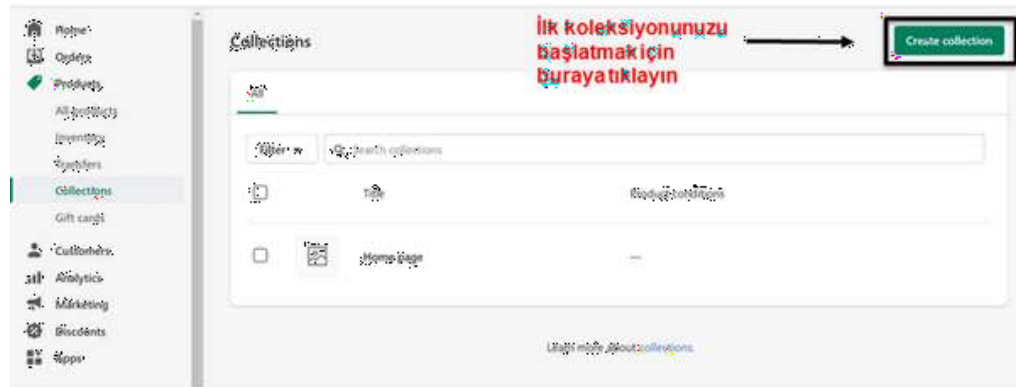 Home
Orders
Products
All products
Inventory
Transfers
Collections
Gift cards
Customers
Analytics
Marketing
Discounts
Apps
Collections
İlk koleksiyonunuzu
başlatmak için
buraya tıklayın
Create collection
All
Filter
Search collections
Title
Product conditions
Home page
—
Learn more about collections.